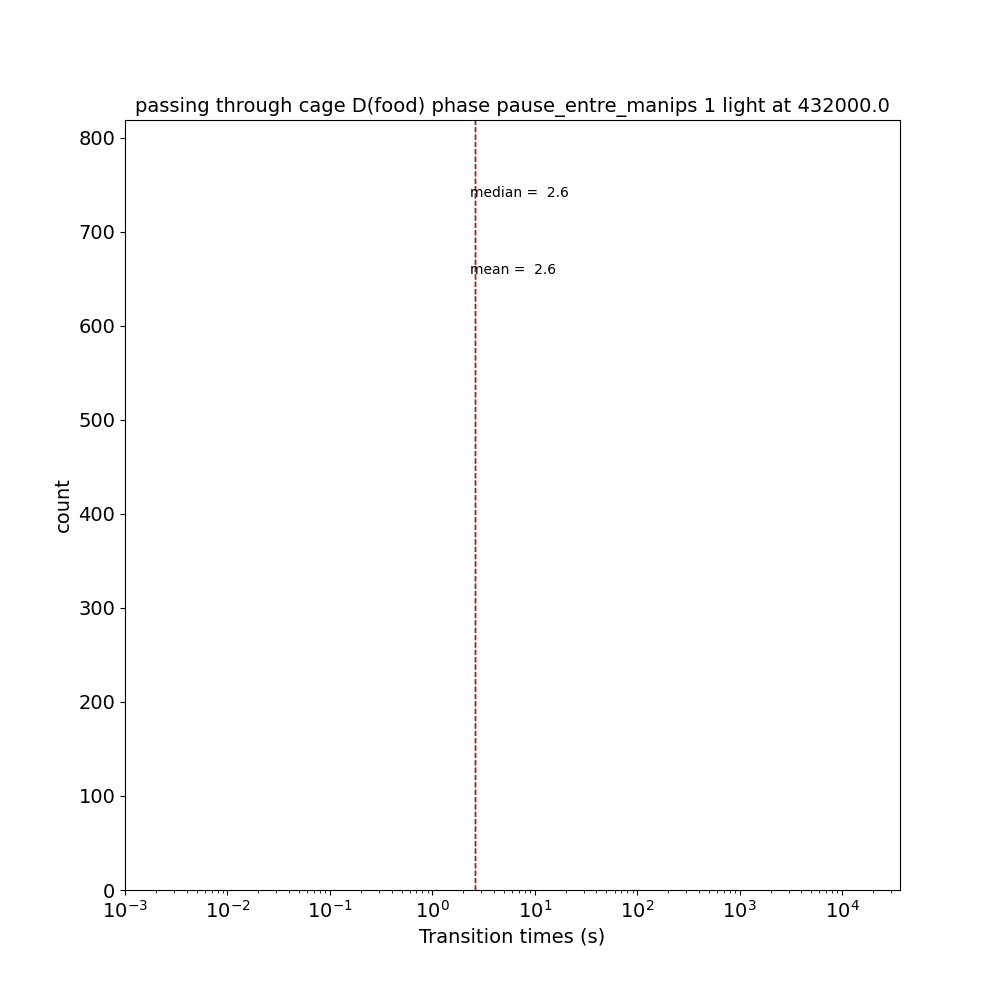 passing through cage D(food) phase pause_entre_manips 1 light at 432000.0
800
median =  2.6
700
mean =  2.6
600
500
count
400
300
200
100
0
10⁻³ 10⁻² 10⁻¹ 10⁰ 10¹ 10² 10³ 10⁴
Transition times (s)